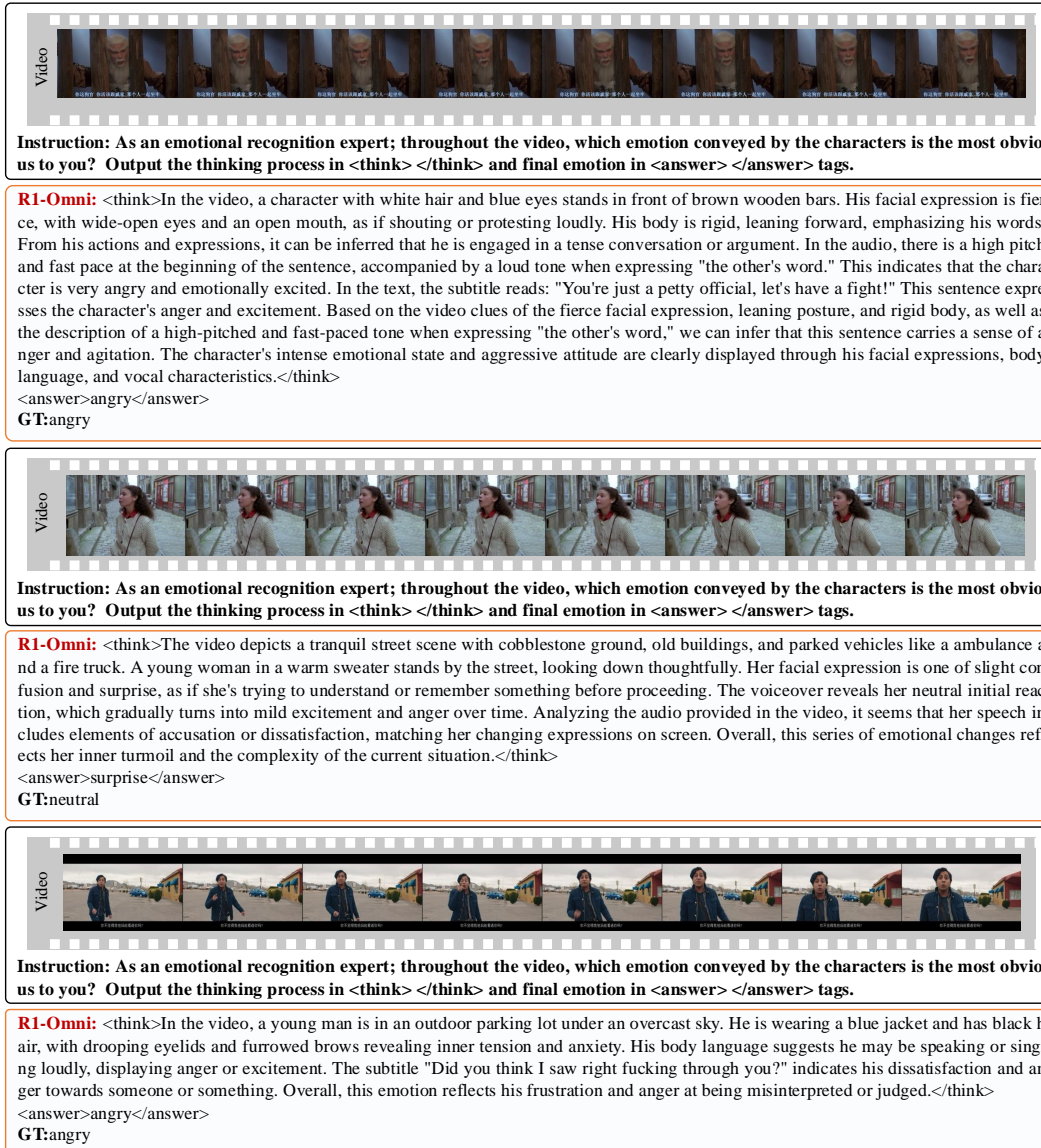 Video
Instruction: As an emotional recognition expert; throughout the video, which emotion conveyed by the characters is the most obvio
us to you?  Output the thinking process in <think> </think> and final emotion in <answer> </answer> tags.
R1-Omni: <think>In the video, a character with white hair and blue eyes stands in front of brown wooden bars. His facial expression is fier
ce, with wide-open eyes and an open mouth, as if shouting or protesting loudly. His body is rigid, leaning forward, emphasizing his words.
From his actions and expressions, it can be inferred that he is engaged in a tense conversation or argument. In the audio, there is a high pitch
and fast pace at the beginning of the sentence, accompanied by a loud tone when expressing "the other's word." This indicates that the chara
cter is very angry and emotionally excited. In the text, the subtitle reads: "You're just a petty official, let's have a fight!" This sentence expre
sses the character's anger and excitement. Based on the video clues of the fierce facial expression, leaning posture, and rigid body, as well as
the description of a high-pitched and fast-paced tone when expressing "the other's word," we can infer that this sentence carries a sense of a
nger and agitation. The character's intense emotional state and aggressive attitude are clearly displayed through his facial expressions, body
language, and vocal characteristics.</think>
<answer>angry</answer>
GT:angry
Video
Instruction: As an emotional recognition expert; throughout the video, which emotion conveyed by the characters is the most obvio
us to you?  Output the thinking process in <think> </think> and final emotion in <answer> </answer> tags.
R1-Omni: <think>The video depicts a tranquil street scene with cobblestone ground, old buildings, and parked vehicles like a ambulance a
nd a fire truck. A young woman in a warm sweater stands by the street, looking down thoughtfully. Her facial expression is one of slight con
fusion and surprise, as if she's trying to understand or remember something before proceeding. The voiceover reveals her neutral initial reac
tion, which gradually turns into mild excitement and anger over time. Analyzing the audio provided in the video, it seems that her speech in
cludes elements of accusation or dissatisfaction, matching her changing expressions on screen. Overall, this series of emotional changes refl
ects her inner turmoil and the complexity of the current situation.</think>
<answer>surprise</answer>
GT:neutral
Video
Instruction: As an emotional recognition expert; throughout the video, which emotion conveyed by the characters is the most obvio
us to you?  Output the thinking process in <think> </think> and final emotion in <answer> </answer> tags.
R1-Omni: <think>In the video, a young man is in an outdoor parking lot under an overcast sky. He is wearing a blue jacket and has black h
air, with drooping eyelids and furrowed brows revealing inner tension and anxiety. His body language suggests he may be speaking or singi
ng loudly, displaying anger or excitement. The subtitle "Did you think I saw right fucking through you?" indicates his dissatisfaction and an
ger towards someone or something. Overall, this emotion reflects his frustration and anger at being misinterpreted or judged.</think>
<answer>angry</answer>
GT:angry